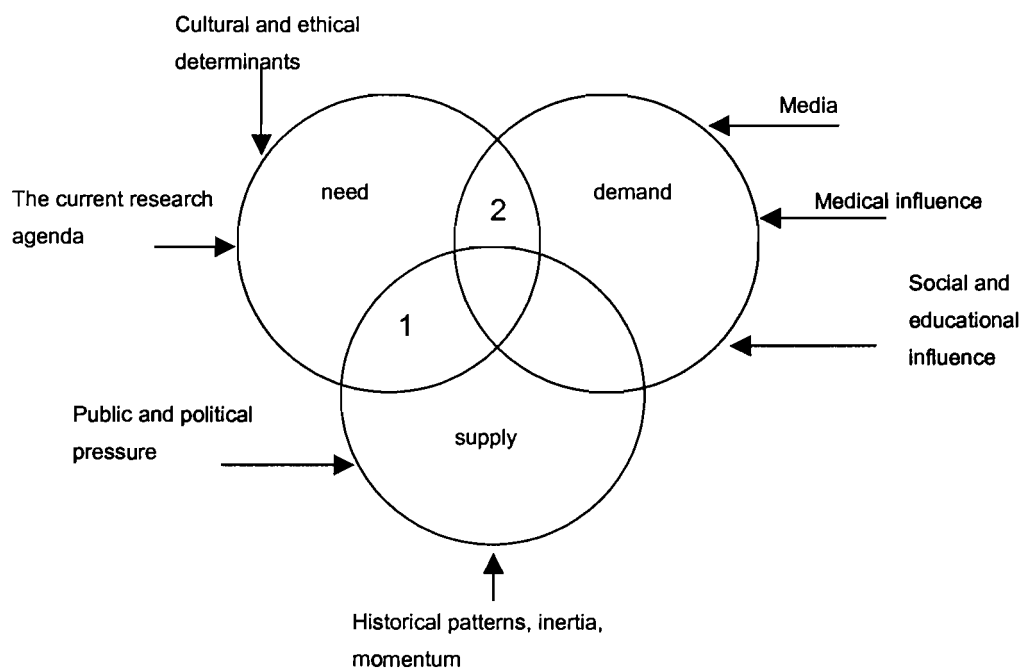 Cultural and ethical
determinants
Media
need
demand
The current research
agenda
2
Medical influence
Social and
educational
influence
1
Public and political
pressure
supply
Historical patterns, inertia,
momentum